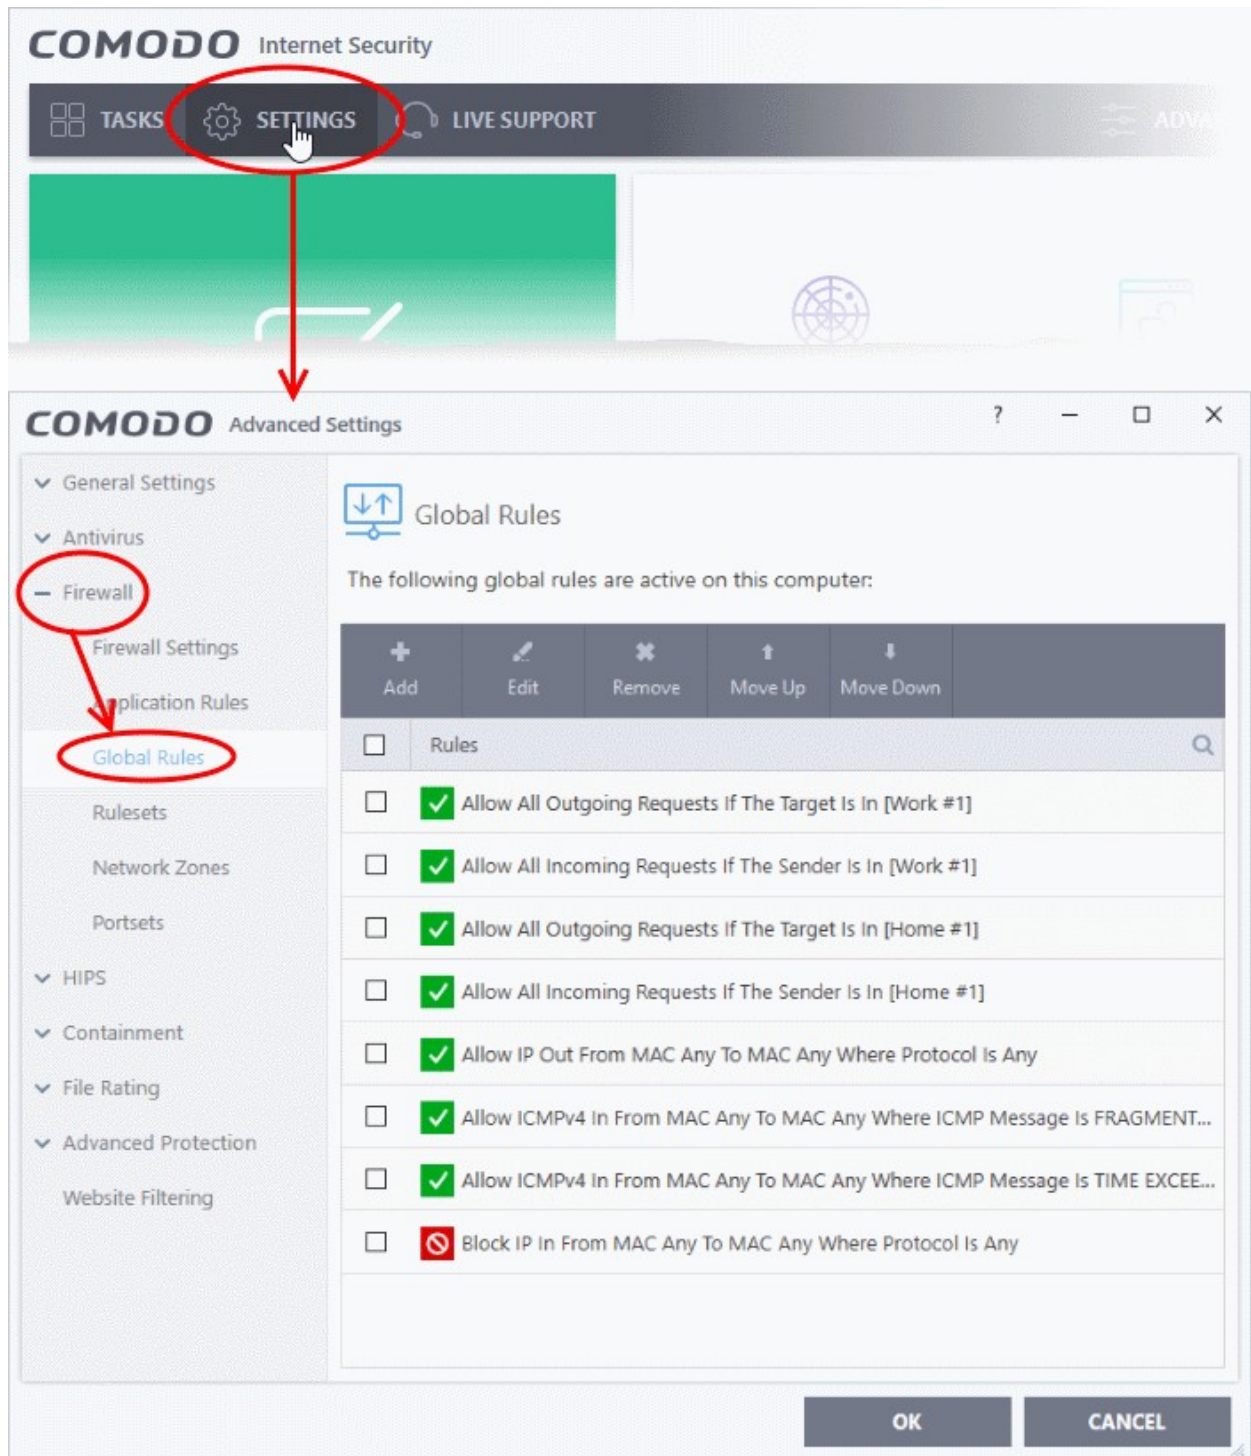 COMODO Internet Security
TASKS SETTINGS LIVE SUPPORT
COMODO Advanced Settings ?
General Settings
Antivirus
Firewall
Firewall Settings
Application Rules
Global Rules
Rulesets
Network Zones
Portsets
HIPS
Containment
File Rating
Advanced Protection
Website Filtering
Global Rules
The following global rules are active on this computer:
Add Edit Remove Move Up Move Down
Rules
Allow All Outgoing Requests If The Target Is In [Work #1]
Allow All Incoming Requests If The Sender Is In [Work #1]
Allow All Outgoing Requests If The Target Is In [Home #1]
Allow All Incoming Requests If The Sender Is In [Home #1]
Allow IP Out From MAC Any To MAC Any Where Protocol Is Any
Allow ICMPv4 In From MAC Any To MAC Any Where ICMP Message Is FRAGMENT...
Allow ICMPv4 In From MAC Any To MAC Any Where ICMP Message Is TIME EXCEE...
Block IP In From MAC Any To MAC Any Where Protocol Is Any
OK CANCEL